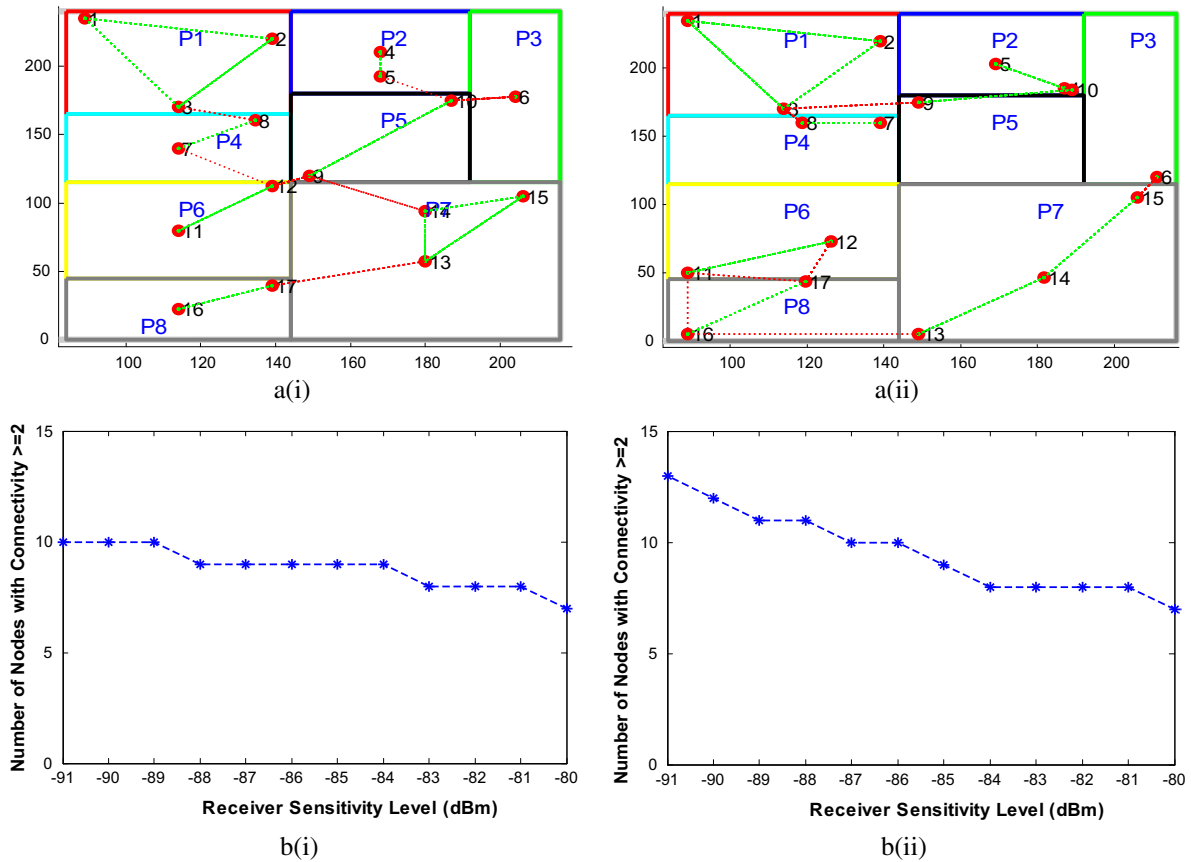 200
150
100
50
0
100 120 140 160 180 200
P1 P2 P3
P4 P5
P6 P7
P8
1
2
3
4
5
6
7
8
9
10
11
12
13
14
15
16
17
a(i)
200
150
100
50
0
100 120 140 160 180 200
P1 P2 P3
P4 P5
P6 P7
P8
1
2
3
5
6
7
8
9
10
11
12
13
14
15
16
17
a(ii)
Number of Nodes with Connectivity >=2
15
10
5
0
-91 -90 -89 -88 -87 -86 -85 -84 -83 -82 -81 -80
Receiver Sensitivity Level (dBm)
b(i)
Number of Nodes with Connectivity >=2
15
10
5
0
-91 -90 -89 -88 -87 -86 -85 -84 -83 -82 -81 -80
Receiver Sensitivity Level (dBm)
b(ii)